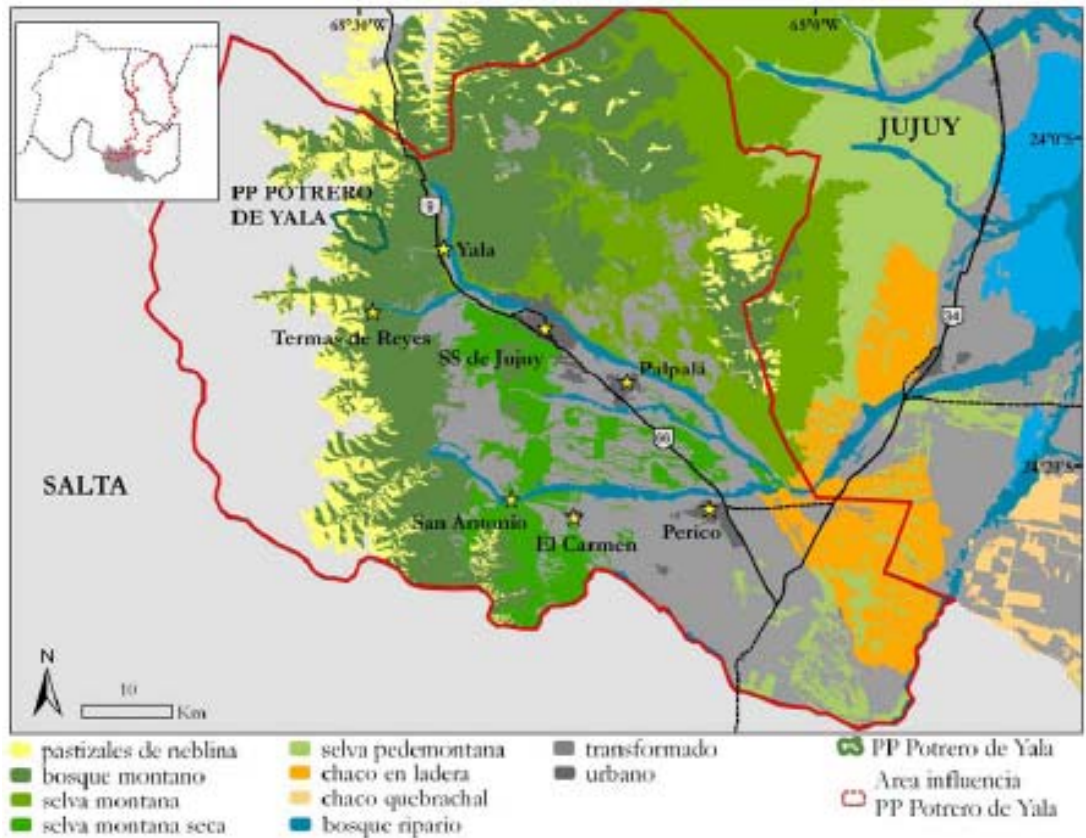 65°30'W
65°0'W
24°0'S
24°20'S
JUJUY
PP POTRERO
DE YALA
9
Yala
Termas de Reyes
SS de Jujuy
34
Palpalá
66
SALTA
San Antonio
El Carmen
Perico
N
10
Km
pastizales de neblina
bosque montano
selva montana
selva montana seca
selva pedemontana
chaco en ladera
chaco quebrachal
bosque ripario
transformado
urbano
PP Potrero de Yala
Area influencia
PP Potrero de Yala